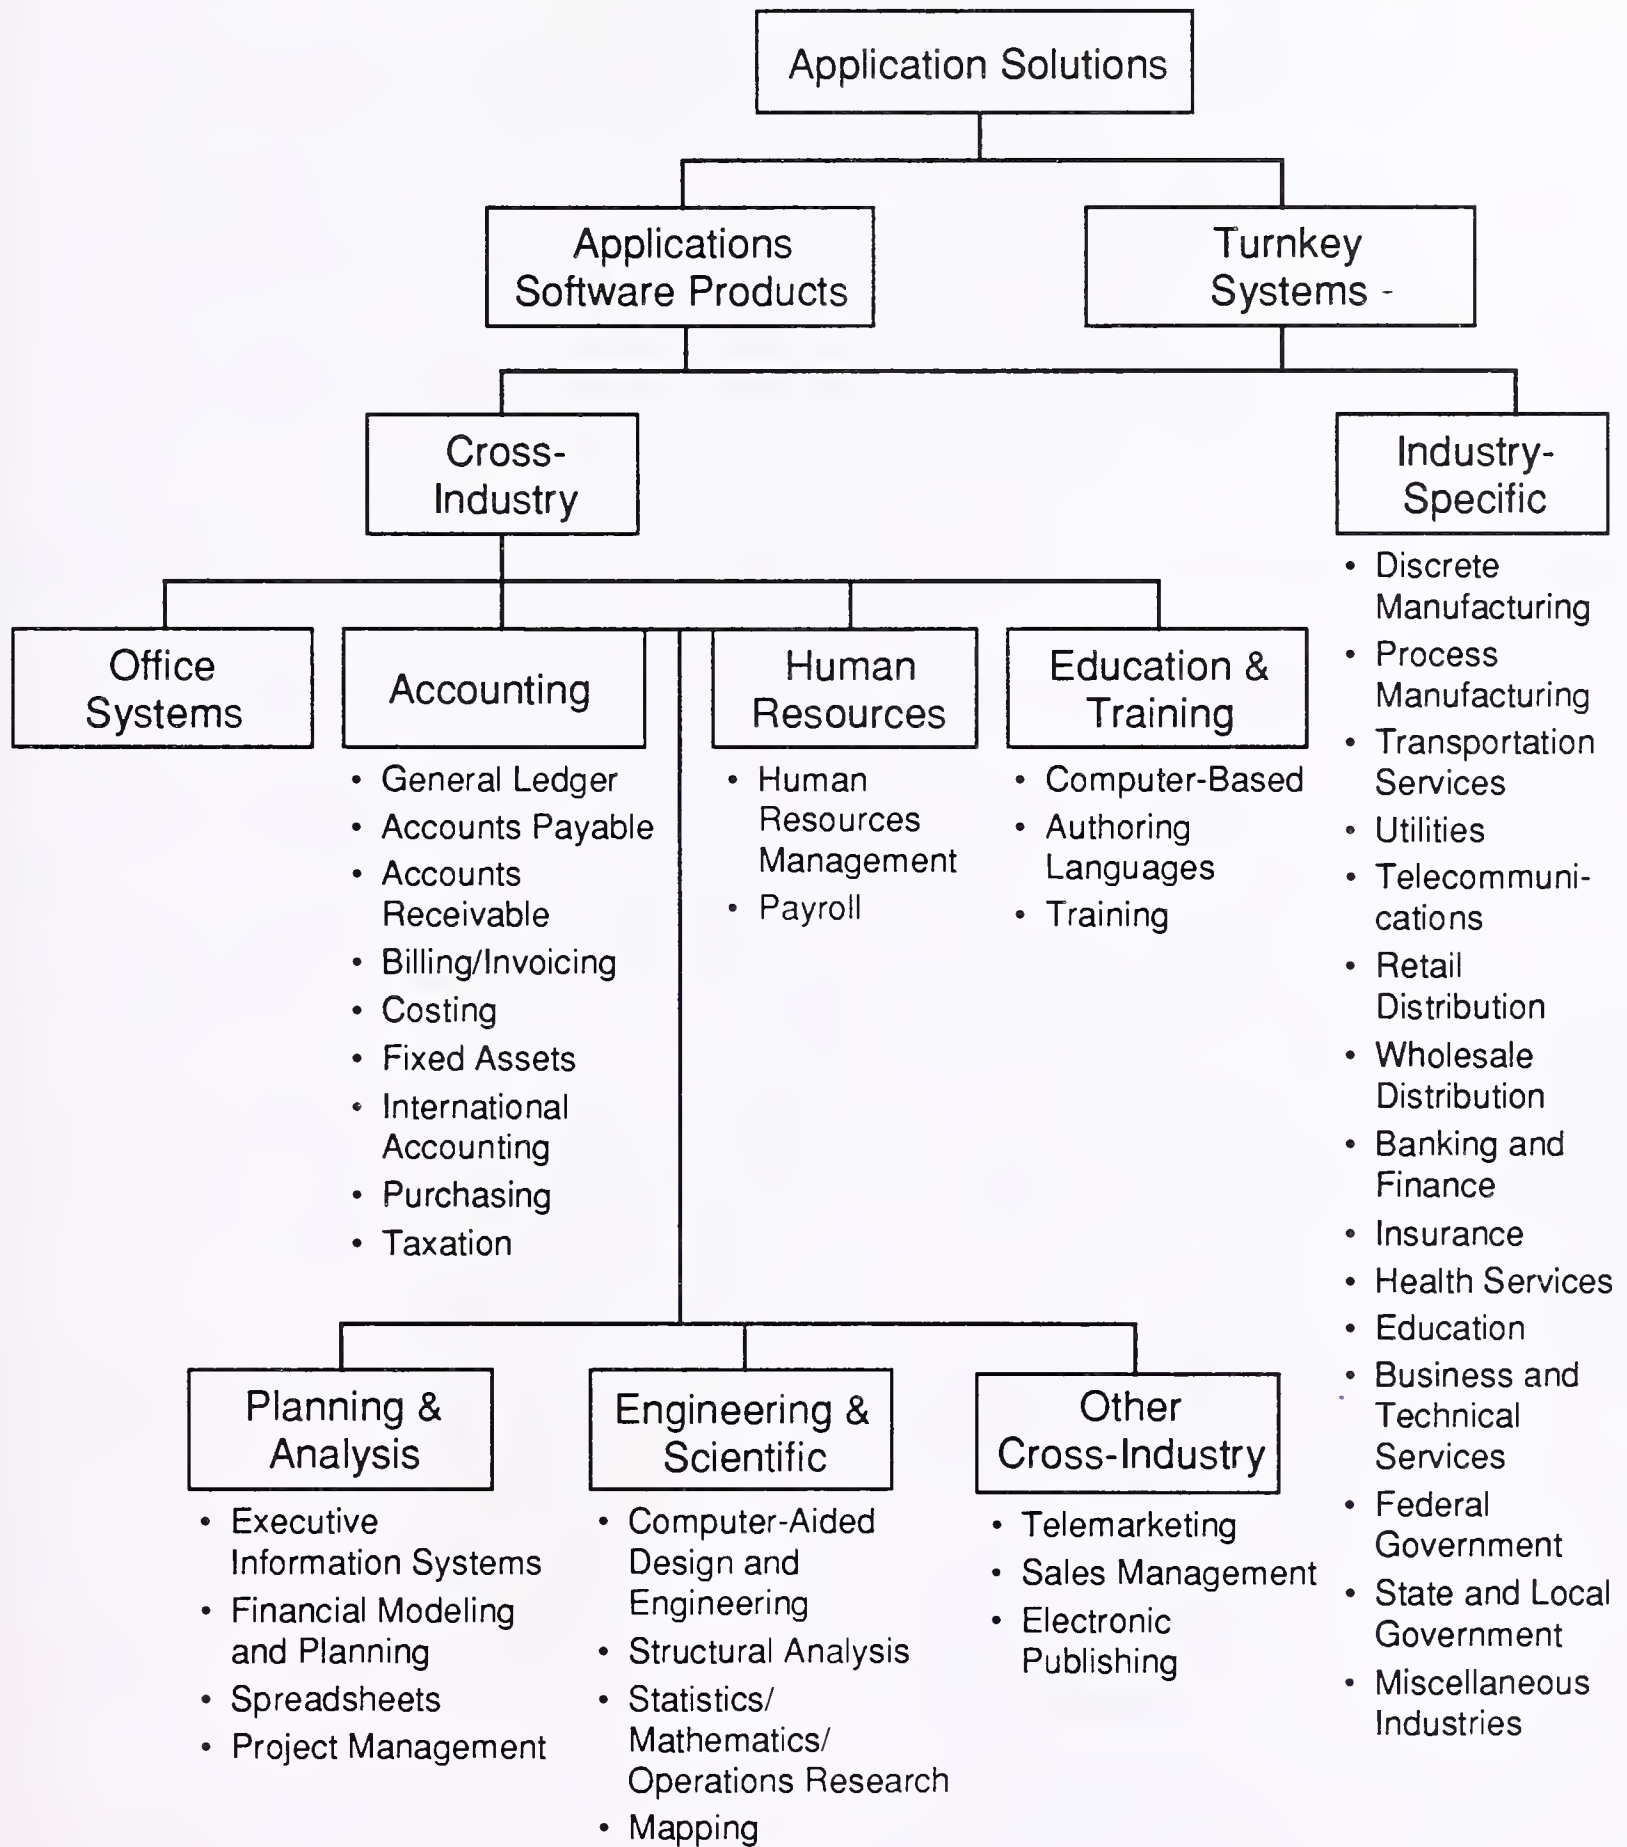 Application Solutions
Applications
Software Products
Turnkey
Systems -
Cross-
Industry
Industry-
Specific
• Discrete
Manufacturing
• Process
Manufacturing
• Transportation
Services
• Utilities
• Telecommuni-
cations
• Retail
Distribution
• Wholesale
Distribution
• Banking and
Finance
• Insurance
• Health Services
• Education
• Business and
Technical
Services
• Federal
Government
• State and Local
Government
• Miscellaneous
Industries
Office
Systems
Accounting
• General Ledger
• Accounts Payable
• Accounts
Receivable
• Billing/Invoicing
• Costing
• Fixed Assets
• International
Accounting
• Purchasing
• Taxation
Human
Resources
• Human
Resources
Management
• Payroll
Education &
Training
• Computer-Based
• Authoring
Languages
• Training
Planning &
Analysis
• Executive
Information Systems
• Financial Modeling
and Planning
• Spreadsheets
• Project Management
Engineering &
Scientific
• Computer-Aided
Design and
Engineering
• Structural Analysis
• Statistics/
Mathematics/
Operations Research
• Mapping
Other
Cross-Industry
• Telemarketing
• Sales Management
• Electronic
Publishing